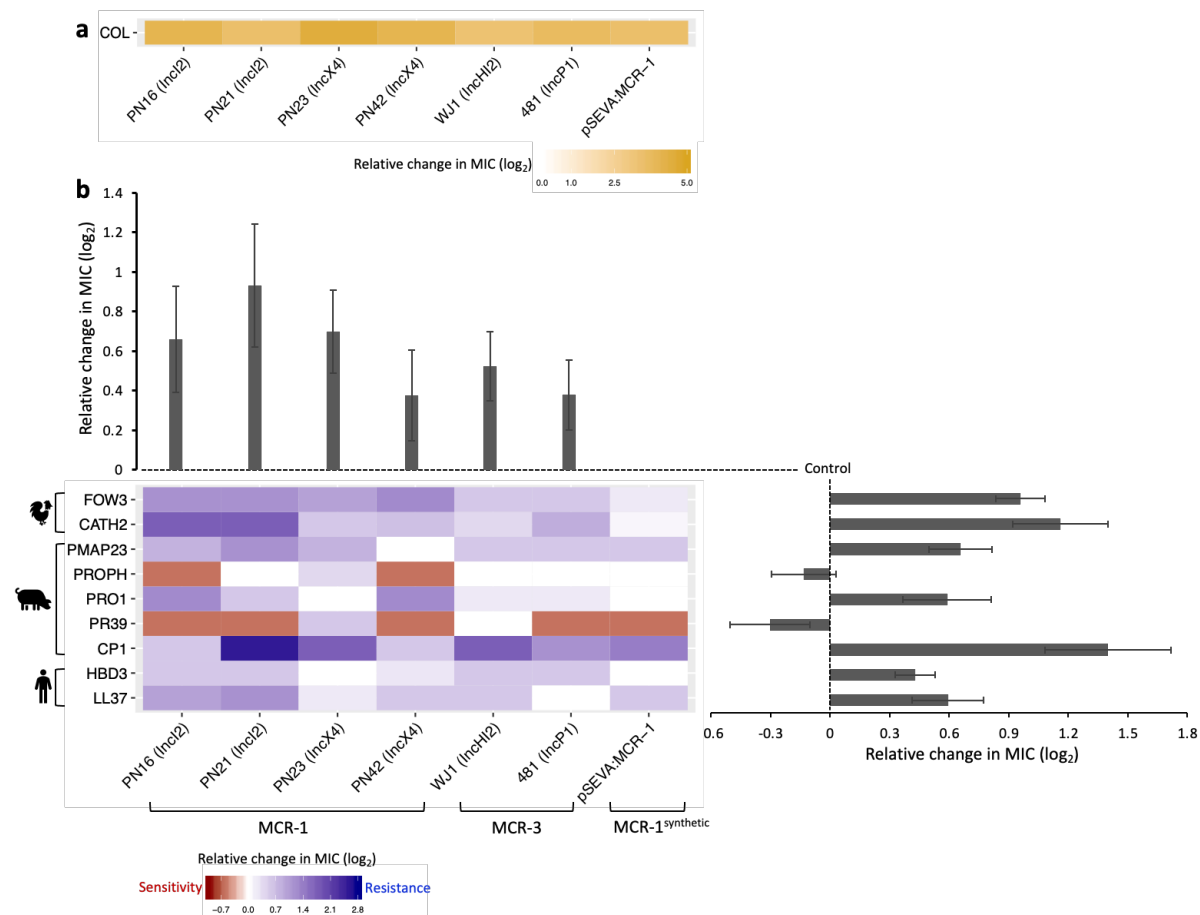 a
COL
PN16 (IncI2)
PN21 (IncI2)
PN23 (IncX4)
PN42 (IncX4)
WJ1 (IncHI2)
481 (IncP1)
pSEVA:MCR-1
Relative change in MIC (log2)
0.0 1.0 2.5 5.0
b
Relative change in MIC (log2)
1.4
1.2
1
0.8
0.6
0.4
0.2
0
Control
FOW3
CATH2
PMAP23
PROPH
PRO1
PR39
CP1
HBD3
LL37
PN16 (IncI2)
PN21 (IncI2)
PN23 (IncX4)
PN42 (IncX4)
WJ1 (IncHI2)
481 (IncP1)
pSEVA:MCR-1
0.6 -0.3 0 0.3 0.6 0.9 1.2 1.5 1.8
Relative change in MIC (log2)
MCR-1 MCR-3 MCR-1synthetic
Relative change in MIC (log2)
Sensitivity Resistance
-0.7 0.0 0.7 1.4 2.1 2.8